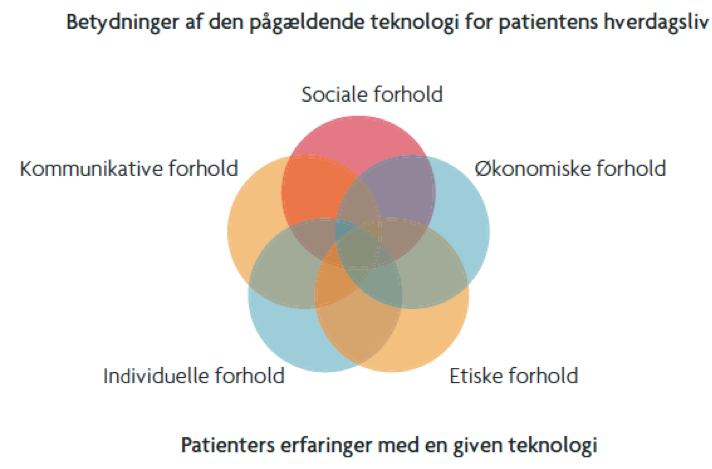 Betydninger af den pågældende teknologi for patientens hverdagsliv
Sociale forhold
Kommunikative forhold
Økonomiske forhold
Individuelle forhold
Etiske forhold
Patienters erfaringer med en given teknologi